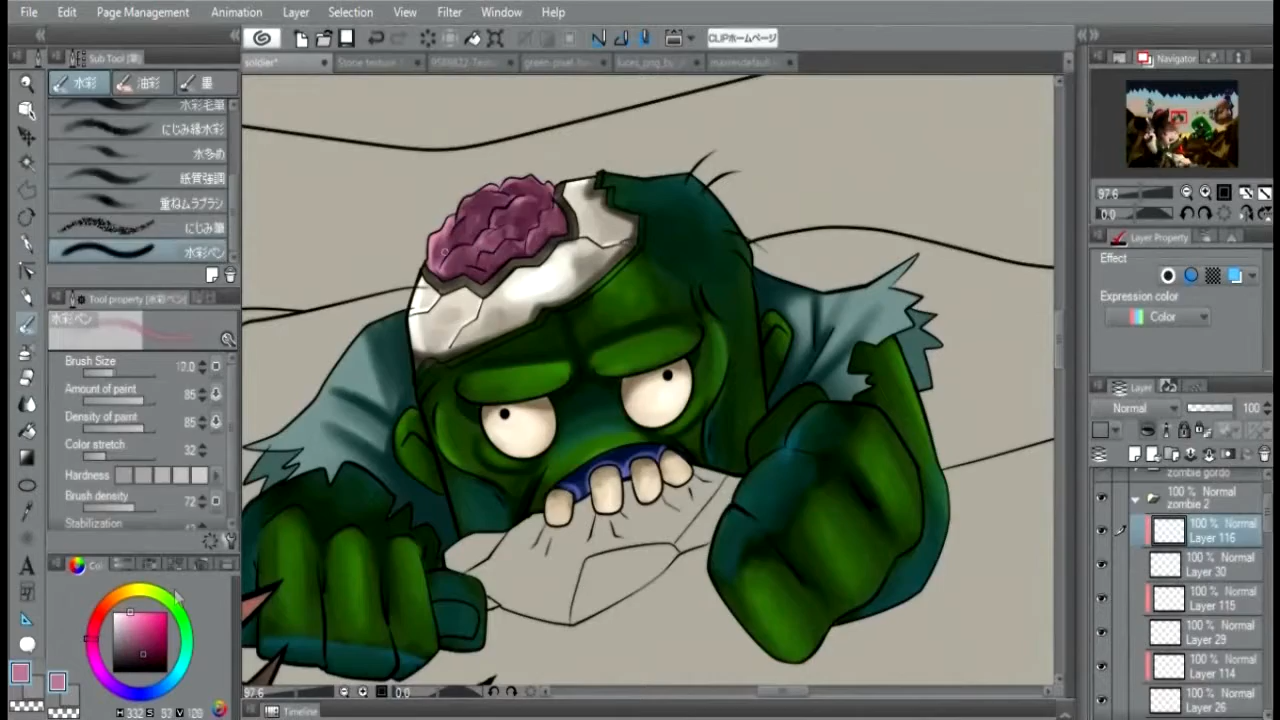 File Edit Page Management Animation Layer Selection View Filter Window Help
Sub Tool [筆]
CLIPホームページ
Navigator
soldier*
Stone texture
green-pixel
水彩 油彩 墨
水彩毛筆
にじみ縁水彩
水多め
紙質強調
重ねムラブラシ
にじみ筆
水彩ペン
Tool property [水彩ペン]
水彩ペン
Brush Size
Amount of paint 85
Density of paint 85
Color stretch 32
Hardness
Brush density 72
Stabilization
97.6
0.0
Layer Property
Effect
Expression color
Color
Layer
Normal 100
zombie gordo
100 % Normal
zombie 2
100 % Normal
Layer 116
100 % Normal
Layer 30
100 % Normal
Layer 115
100 % Normal
Layer 29
100 % Normal
Layer 114
100 % Normal
Layer 26
97.6 0.0
Timeline